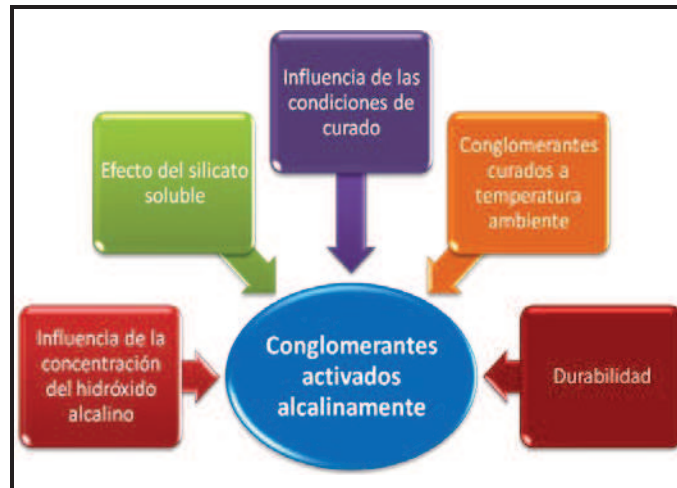 Influencia de las
condiciones de
curado
Efecto del silicato
soluble
Conglomerantes
curados a
temperatura
ambiente
Influencia de la
concentración
del hidróxido
alcalino
Conglomerantes
activados
alcalinamente
Durabilidad